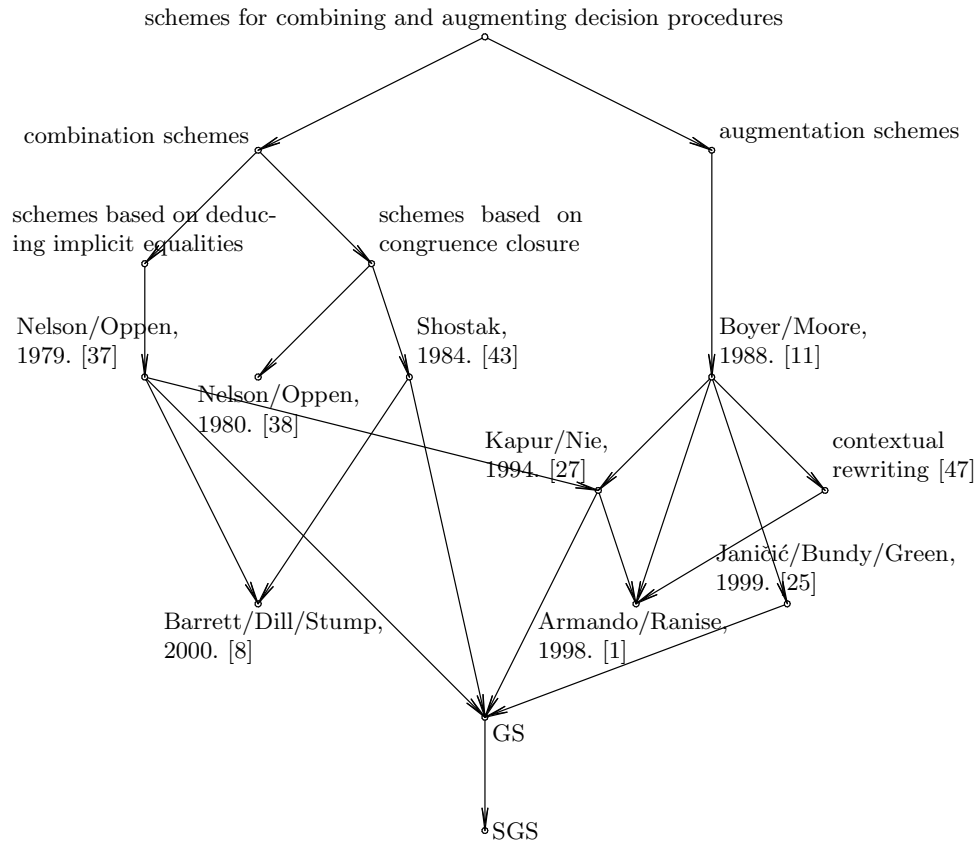 schemes for combining and augmenting decision procedures
combination schemes
augmentation schemes
schemes based on deduc-
ing implicit equalities
schemes based on
congruence closure
Nelson/Oppen,
1979. [37]
Shostak,
1984. [43]
Boyer/Moore,
1988. [11]
Nelson/Oppen,
1980. [38]
Kapur/Nie,
1994. [27]
contextual
rewriting [47]
Janičić/Bundy/Green,
1999. [25]
Barrett/Dill/Stump,
2000. [8]
Armando/Ranise,
1998. [1]
GS
SGS